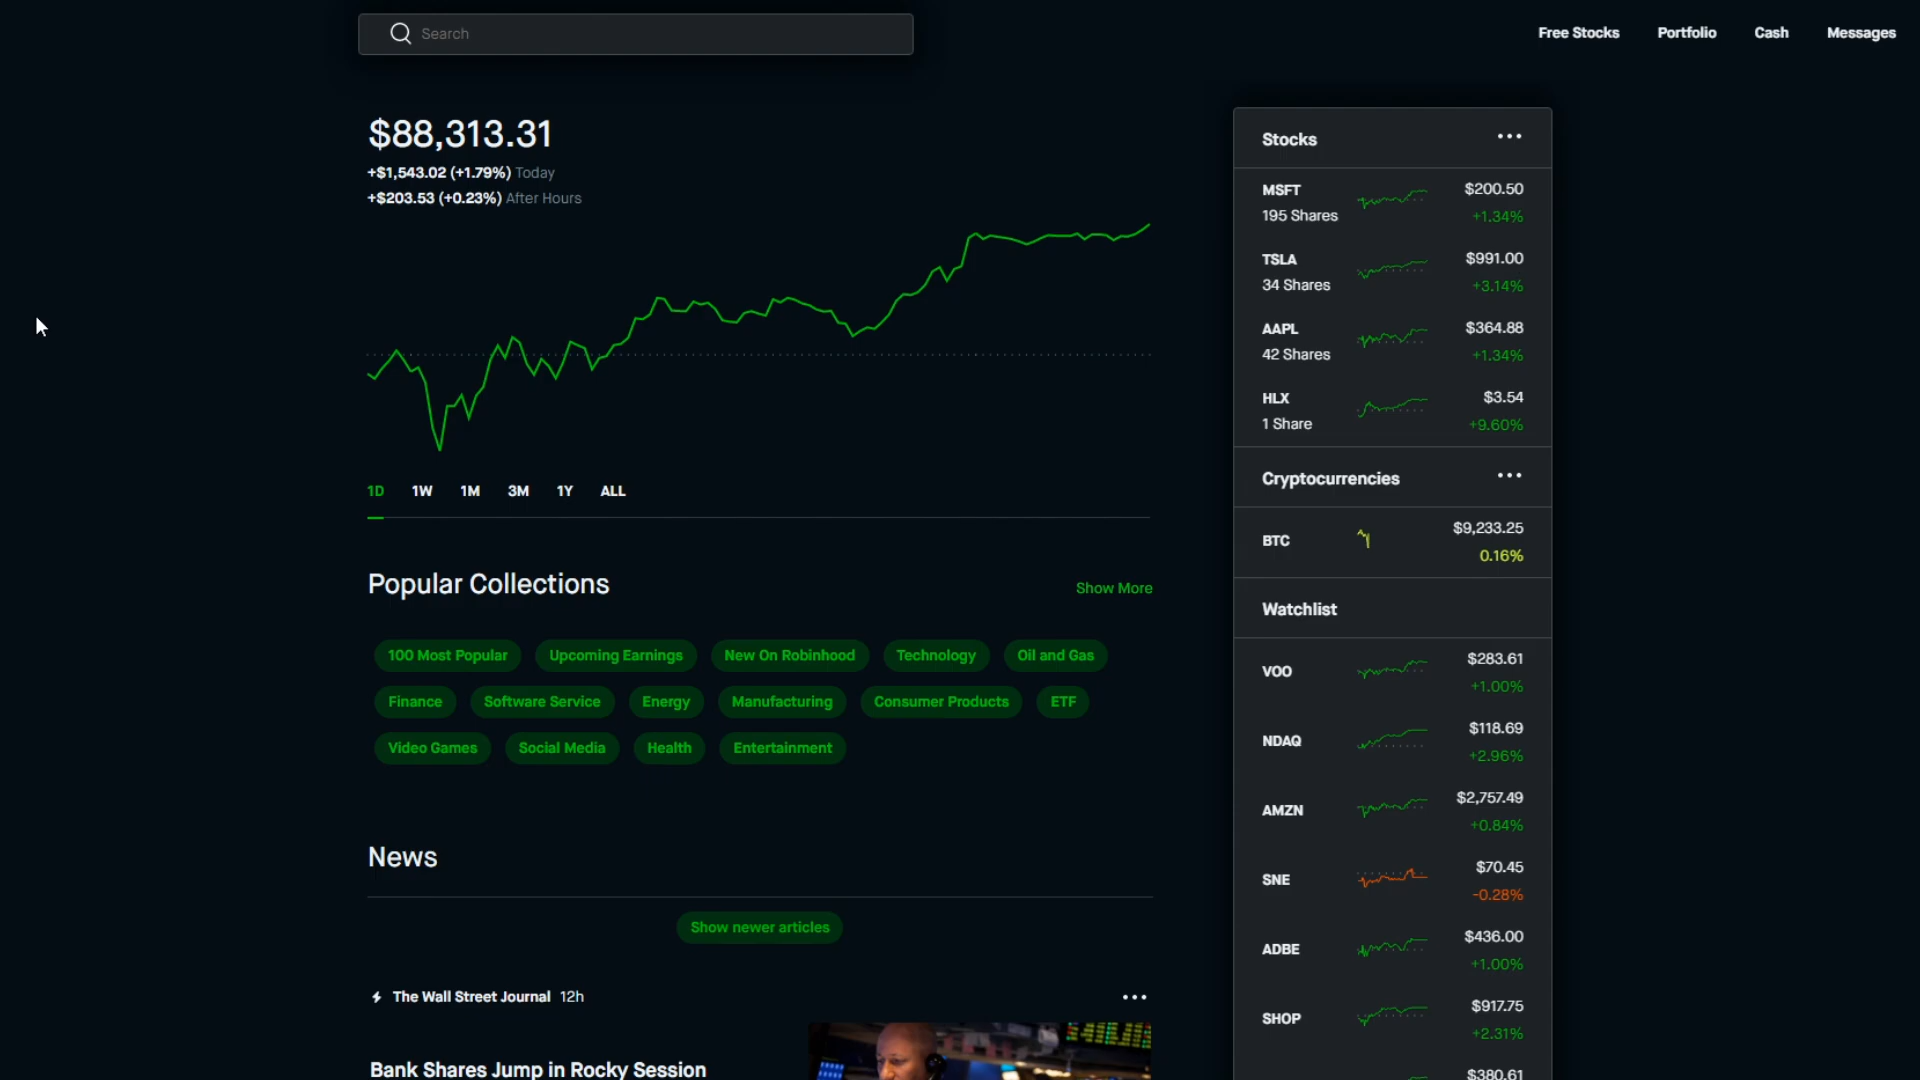 Search
Free Stocks
Portfolio
Cash
Messages
$88,313.31
+$1,543.02 (+1.79%) Today
+$203.53 (+0.23%) After Hours
1D
1W
1M
3M
1Y
ALL
Popular Collections
Show More
100 Most Popular
Upcoming Earnings
New On Robinhood
Technology
Oil and Gas
Finance
Software Service
Energy
Manufacturing
Consumer Products
ETF
Video Games
Social Media
Health
Entertainment
News
Show newer articles
The Wall Street Journal 12h
Bank Shares Jump in Rocky Session
Stocks
MSFT $200.50
195 Shares +1.34%
TSLA $991.00
34 Shares +3.14%
AAPL $364.88
42 Shares +1.34%
HLX $3.54
1 Share +9.60%
Cryptocurrencies
BTC
$9,233.25
0.16%
Watchlist
VOO
$283.61
+1.00%
NDAQ
$118.69
+2.96%
AMZN
$2,757.49
+0.84%
SNE
$70.45
-0.28%
ADBE
$436.00
+1.00%
SHOP
$917.75
+2.31%
$380.61